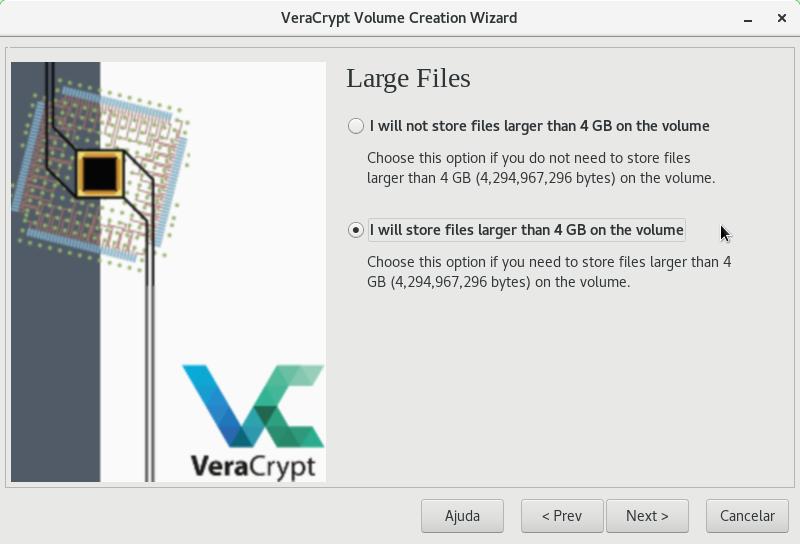 VeraCrypt Volume Creation Wizard
Large Files
I will not store files larger than 4 GB on the volume
Choose this option if you do not need to store files
larger than 4 GB (4,294,967,296 bytes) on the volume.
I will store files larger than 4 GB on the volume
Choose this option if you need to store files larger than 4
GB (4,294,967,296 bytes) on the volume.
VeraCrypt
Ajuda
< Prev
Next >
Cancelar